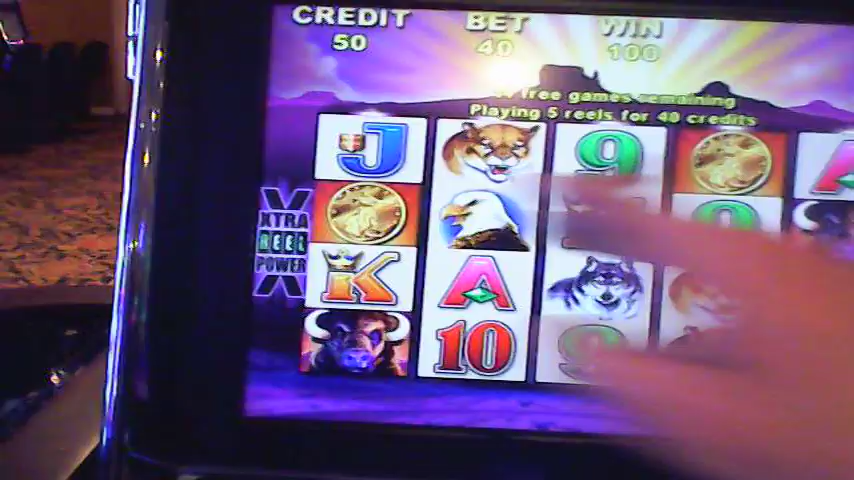 CREDIT BET WIN
50 40 100
free games remaining
Playing 5 reels for 40 credits
J 9 A
XTRA
REEL
POWER
K A
10 9